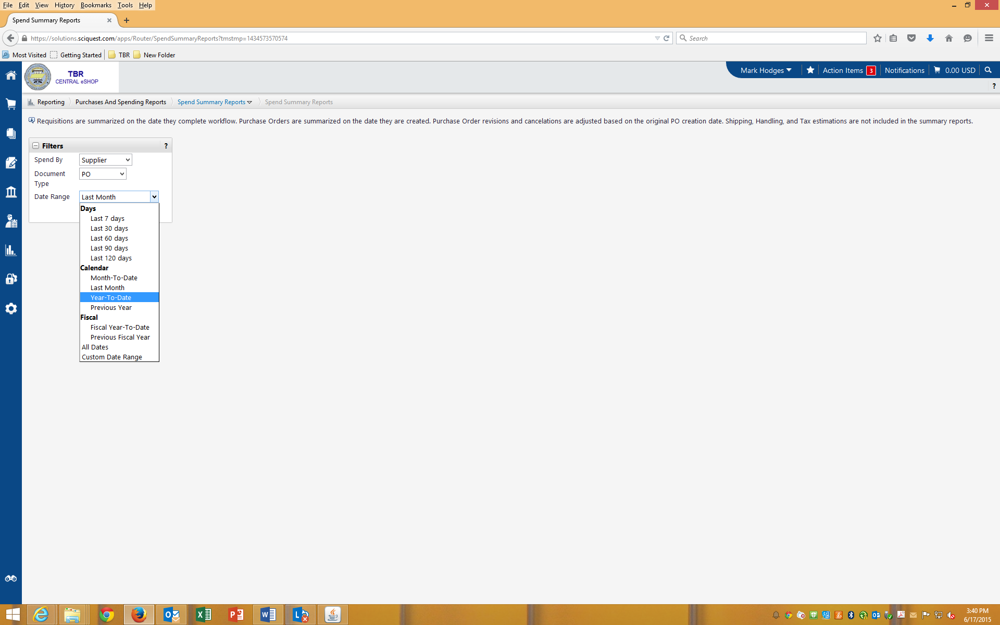 File Edit View History Bookmarks Tools Help
Spend Summary Reports
https://solutions.sciquest.com/apps/Router/SpendSummaryReports?tmstmp=1434573570574
Search
Most Visited Getting Started TBR New Folder
TBR
CENTRAL eSHOP
Mark Hodges Action Items 3 Notifications 0.00 USD
?
Reporting Purchases And Spending Reports Spend Summary Reports Spend Summary Reports
Requisitions are summarized on the date they complete workflow. Purchase Orders are summarized on the date they are created. Purchase Order revisions and cancelations are adjusted based on the original PO creation date. Shipping, Handling, and Tax estimations are not included in the summary reports.
Filters ?
Spend By Supplier
Document Type PO
Date Range Last Month
Days
Last 7 days
Last 30 days
Last 60 days
Last 90 days
Last 120 days
Calendar
Month-To-Date
Last Month
Year-To-Date
Previous Year
Fiscal
Fiscal Year-To-Date
Previous Fiscal Year
All Dates
Custom Date Range
3:40 PM
6/17/2015